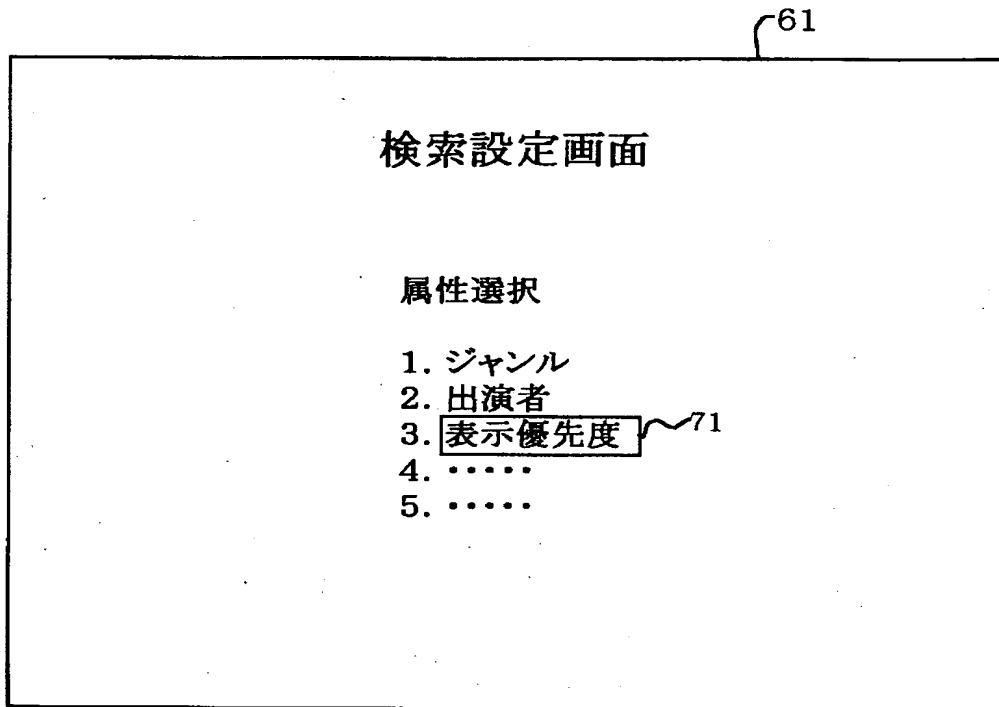 61
検索設定画面
属性選択
1. ジャンル
2. 出演者
3. 表示優先度
71
4. ・・・・・
5. ・・・・・